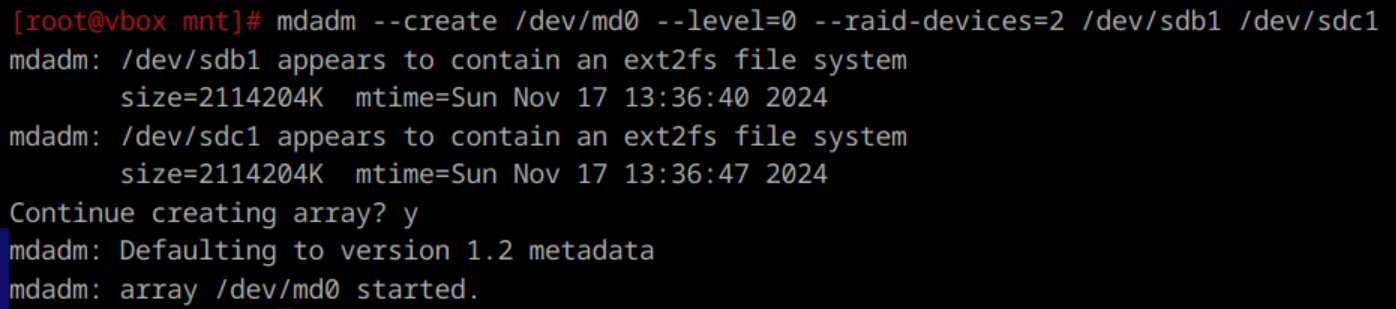 [root@vbox mnt]# mdadm --create /dev/md0 --level=0 --raid-devices=2 /dev/sdb1 /dev/sdc1
mdadm: /dev/sdb1 appears to contain an ext2fs file system
       size=2114204K  mtime=Sun Nov 17 13:36:40 2024
mdadm: /dev/sdc1 appears to contain an ext2fs file system
       size=2114204K  mtime=Sun Nov 17 13:36:47 2024
Continue creating array? y
mdadm: Defaulting to version 1.2 metadata
mdadm: array /dev/md0 started.